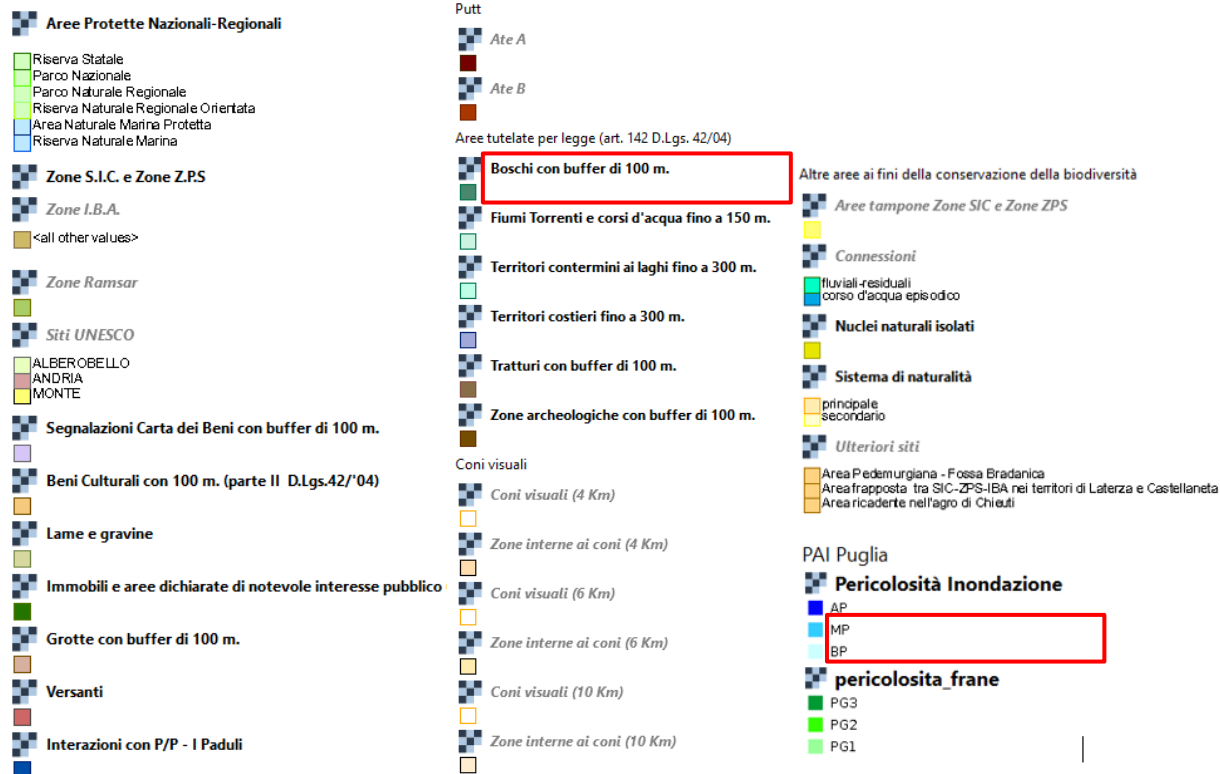 Aree Protette Nazionali-Regionali
Riserva Statale
Parco Nazionale
Parco Naturale Regionale
Riserva Naturale Regionale Orientata
Area Naturale Marina Protetta
Riserva Naturale Marina
Zone S.I.C. e Zone Z.P.S
Zone I.B.A.
<all other values>
Zone Ramsar
Siti UNESCO
ALBEROBELLO
ANDRIA
MONTE
Segnalazioni Carta dei Beni con buffer di 100 m.
Beni Culturali con 100 m. (parte II D.Lgs.42/'04)
Lame e gravine
Immobili e aree dichiarate di notevole interesse pubblico
Grotte con buffer di 100 m.
Versanti
Interazioni con P/P - I Paduli
Putt
Ate A
Ate B
Aree tutelate per legge (art. 142 D.Lgs. 42/04)
Boschi con buffer di 100 m.
Fiumi Torrenti e corsi d'acqua fino a 150 m.
Territori contermini ai laghi fino a 300 m.
Territori costieri fino a 300 m.
Tratturi con buffer di 100 m.
Zone archeologiche con buffer di 100 m.
Coni visuali
Coni visuali (4 Km)
Zone interne ai coni (4 Km)
Coni visuali (6 Km)
Zone interne ai coni (6 Km)
Coni visuali (10 Km)
Zone interne ai coni (10 Km)
Altre aree ai fini della conservazione della biodiversità
Aree tampone Zone SIC e Zone ZPS
Connessioni
fluviali-residuali
corso d'acqua episodico
Nuclei naturali isolati
Sistema di naturalità
principale
secondario
Ulteriori siti
Area Pedemurgiana - Fossa Bradanica
Area frapposta tra SIC-ZPS-IBA nei territori di Laterza e Castellaneta
Area ricadente nell'agro di Chieuti
PAI Puglia
Pericolosità Inondazione
AP
MP
BP
pericolosita_frane
PG3
PG2
PG1